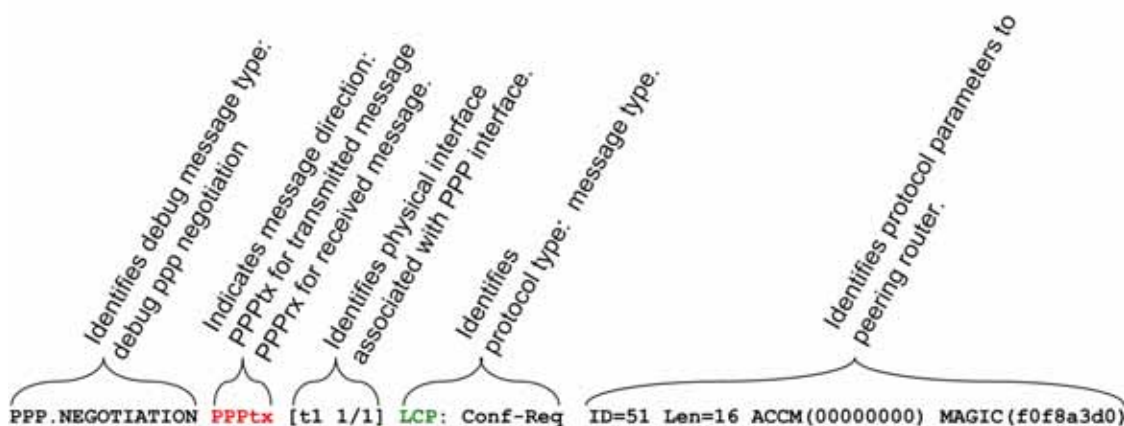 Identifies debug message type:
debug ppp negotiation
Indicates message direction:
PPPtx for transmitted message
PPPrx for received message.
Identifies physical interface
associated with PPP interface.
Identifies
protocol type:  message type.
Identifies protocol parameters to
peering router.
PPP.NEGOTIATION PPPtx [t1 1/1] LCP: Conf-Req ID=51 Len=16 ACCM(00000000) MAGIC(f0f8a3d0)